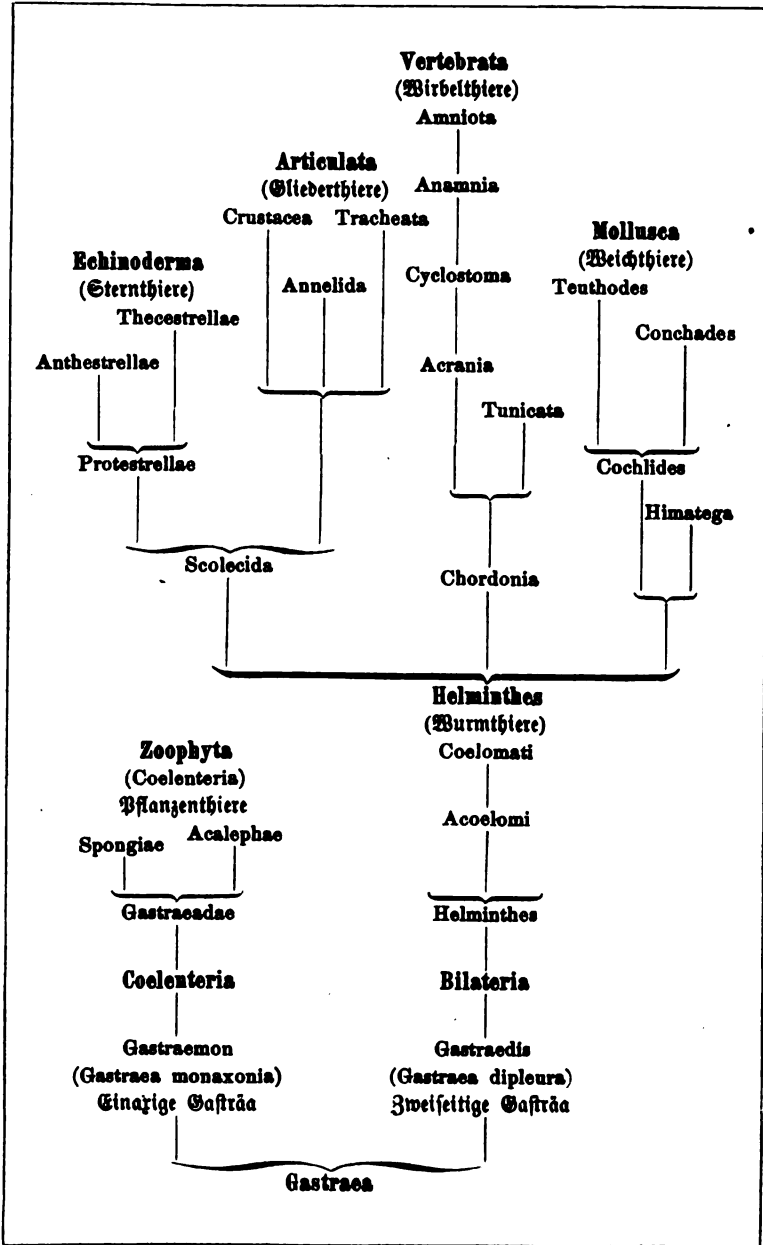 Vertebrata
(Wirbelthiere)
Amniota
Articulata
(Gliederthiere)
Anamnia
Crustacea Tracheata
Mollusca
(Weichthiere)
Echinoderma
(Sternthiere)
Annelida
Cyclostoma
Teuthodes
Thecestrellae
Conchades
Anthestrellae
Acrania
Tunicata
Protestrellae
Cochlides
Himatega
Scolecida
Chordonia
Helminthes
(Wurmthiere)
Coelomati
Zoophyta
(Coelenteria)
Pflanzenthiere
Acoelomi
Spongiae Acalephae
Gastraeadae
Helminthes
Coelenteria
Bilateria
Gastraemon
(Gastraea monaxonia)
Einaxige Gasträa
Gastraedis
(Gastraea dipleura)
Zweiseitige Gasträa
Gastraea